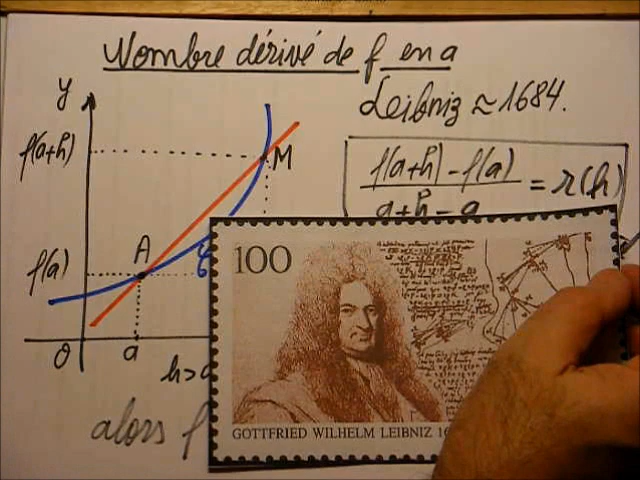 Nombre dérivé de f en a
Leibniz ≈ 1684.
y
f(a+h)
M
f(a+h) - f(a)
a+h - a
= r(h)
A
f(a)
O
a
h>
alors f
100
GOTTFRIED WILHELM LEIBNIZ